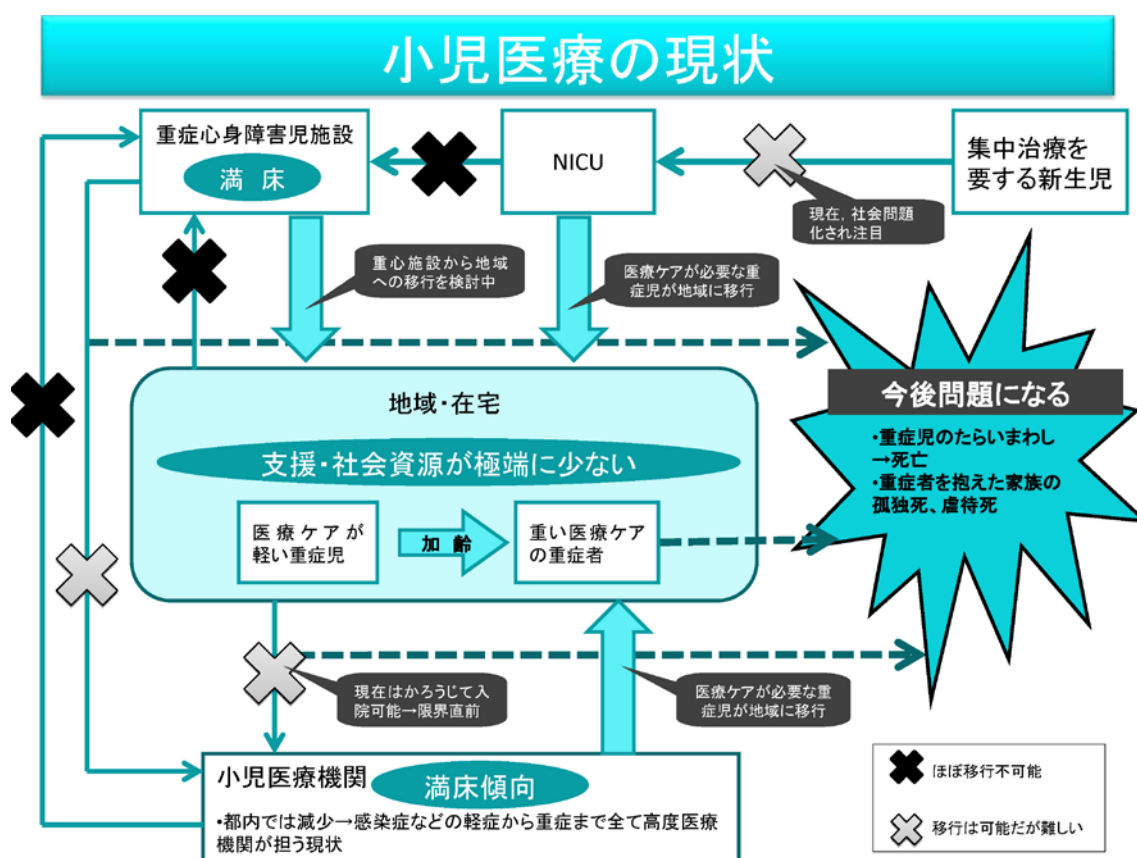 小児医療の現状
重症心身障害児施設
満 床
NICU
集中治療を
要する新生児
現在，社会問題
化され注目
重心施設から地域
への移行を検討中
医療ケアが必要な重
症児が地域に移行
地域・在宅
支援・社会資源が極端に少ない
医療ケアが
軽い重症児
加 齢
重い医療ケア
の重症者
今後問題になる
・重症児のたらいまわし
→死亡
・重症者を抱えた家族の
孤独死、虐待死
現在はかろうじて入
院可能→限界直前
医療ケアが必要な重
症児が地域に移行
小児医療機関
満床傾向
・都内では減少→感染症などの軽症から重症まで全て高度医療
機関が担う現状
ほぼ移行不可能
移行は可能だが難しい